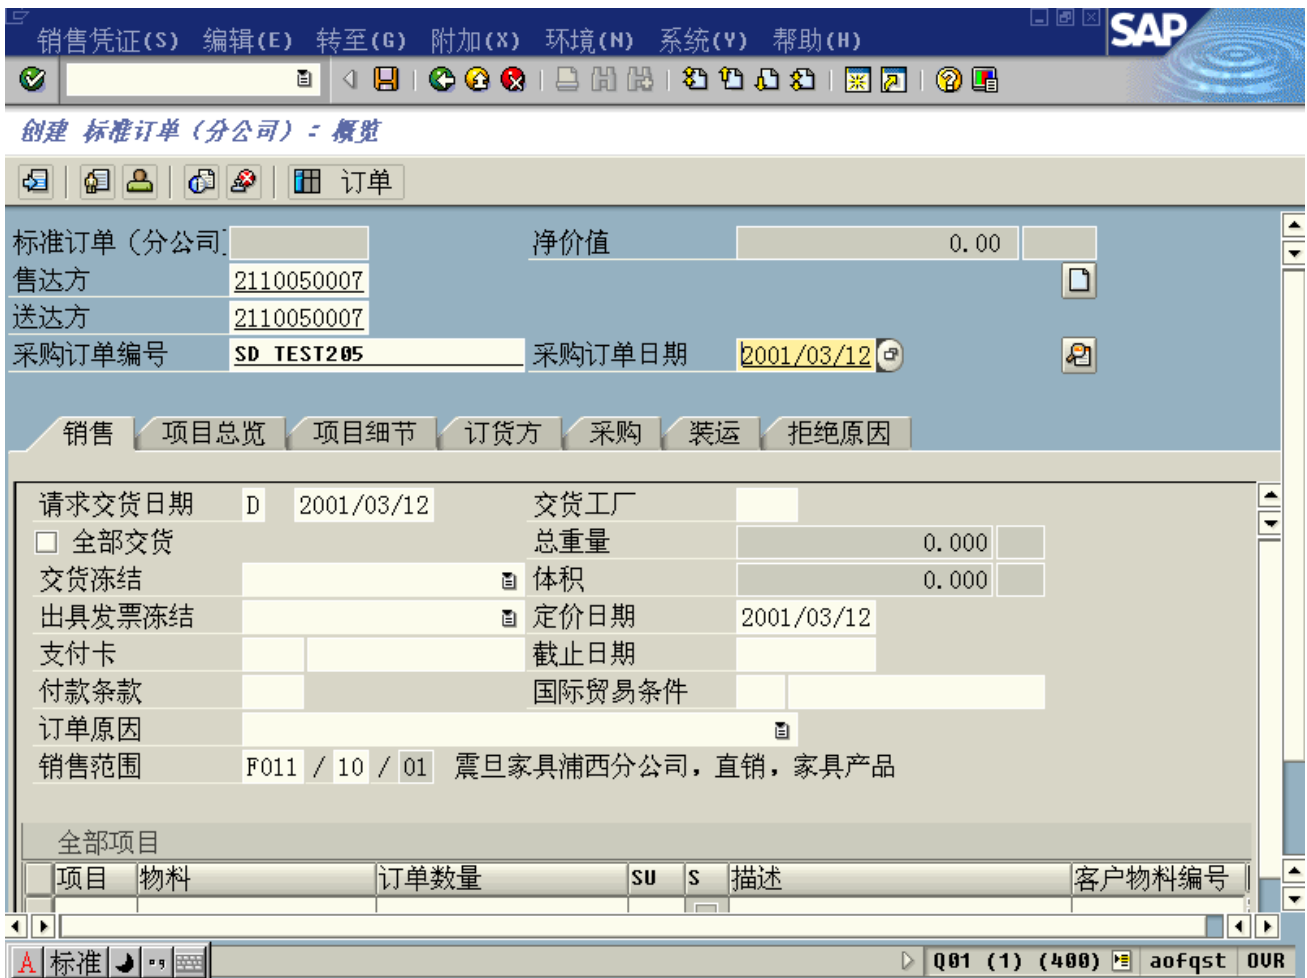 销售凭证(S) 编辑(E) 转至(G) 附加(X) 环境(N) 系统(Y) 帮助(H)
SAP
创建 标准订单（分公司）: 概览
订单
标准订单（分公司） 净价值 0.00
售达方 2110050007
送达方 2110050007
采购订单编号 SD TEST205 采购订单日期 2001/03/12
销售 项目总览 项目细节 订货方 采购 装运 拒绝原因
请求交货日期 D 2001/03/12 交货工厂
全部交货 总重量 0.000
交货冻结 体积 0.000
出具发票冻结 定价日期 2001/03/12
支付卡 截止日期
付款条款 国际贸易条件
订单原因
销售范围 F011 / 10 / 01 震旦家具浦西分公司，直销，家具产品
全部项目
项目 物料 订单数量 SU S 描述 客户物料编号
A 标准 Q01 (1) (400) aofqst OVR